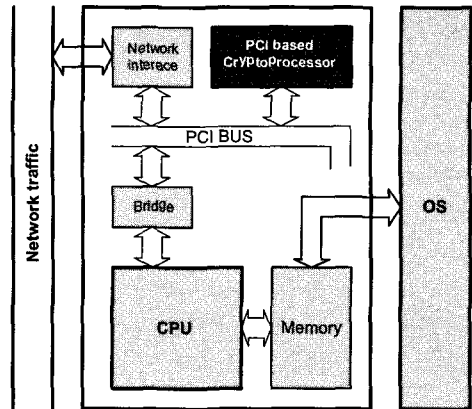 Network
interace
PCI based
CryptoProcessor
PCI BUS
Network traffic
Bridge
OS
CPU
Memory